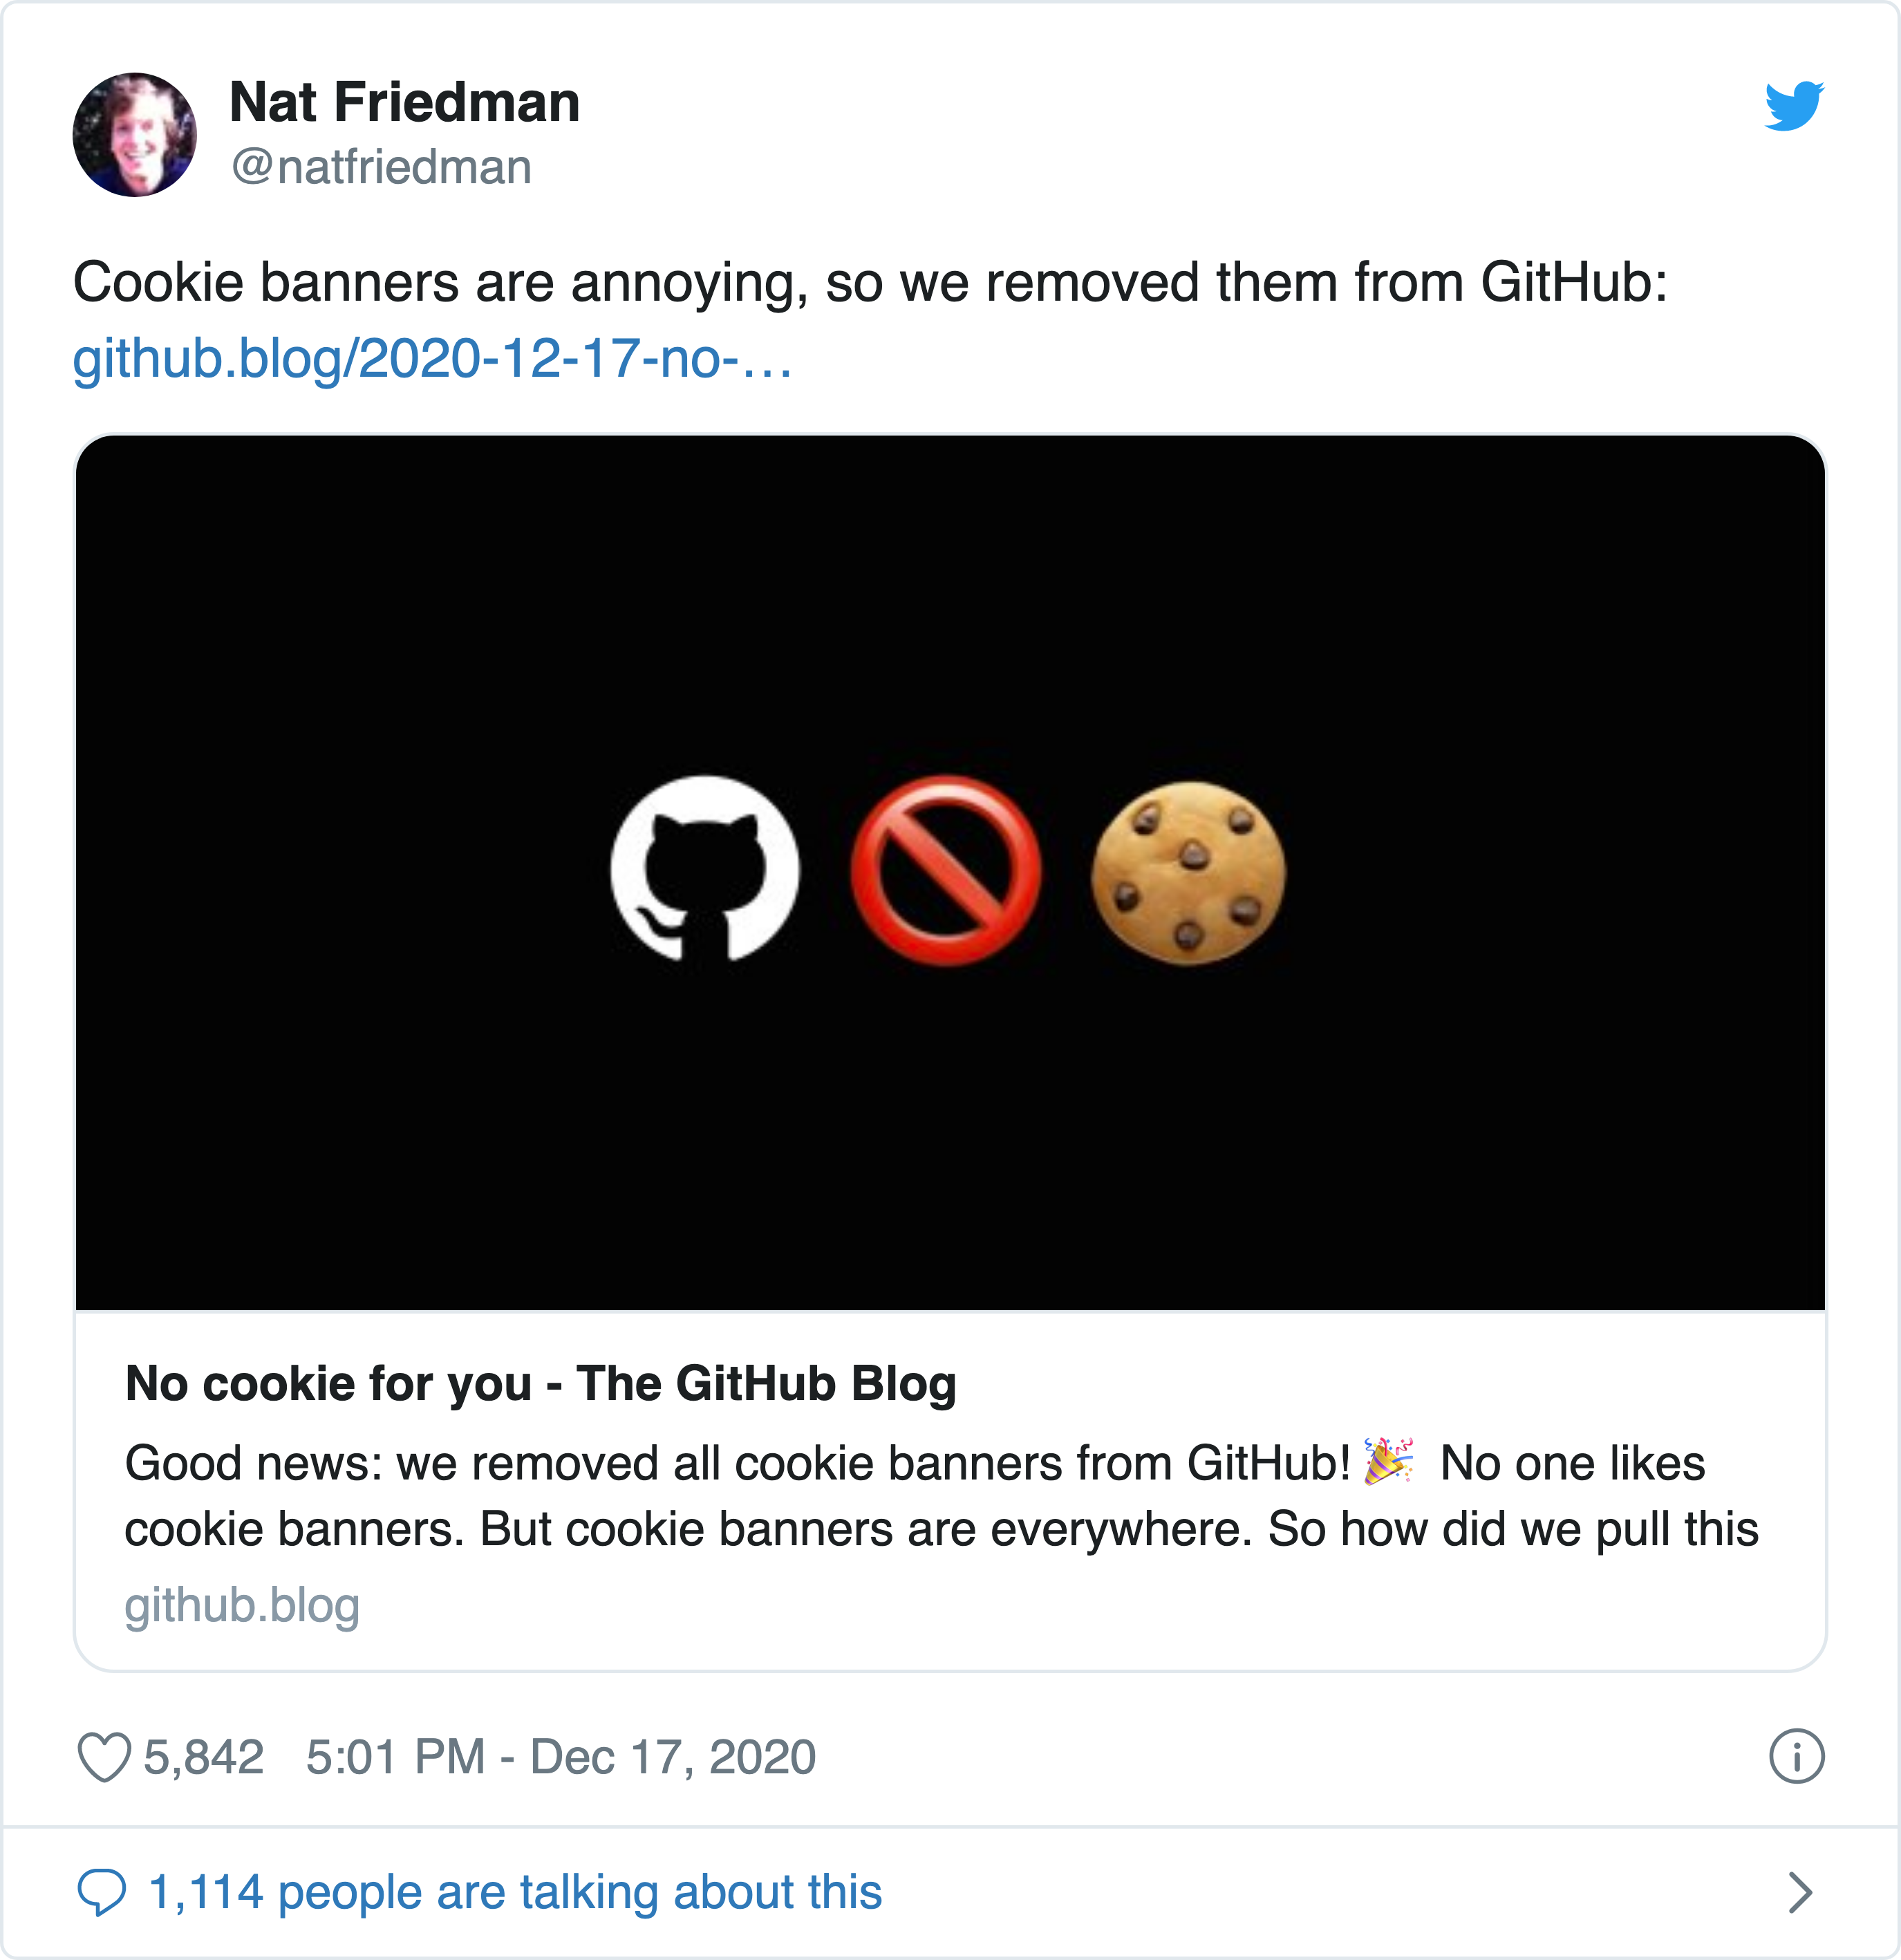 Nat Friedman
@natfriedman
Cookie banners are annoying, so we removed them from GitHub:
github.blog/2020-12-17-no-…
No cookie for you - The GitHub Blog
Good news: we removed all cookie banners from GitHub! 🎉 No one likes
cookie banners. But cookie banners are everywhere. So how did we pull this
github.blog
5,842 5:01 PM - Dec 17, 2020
1,114 people are talking about this